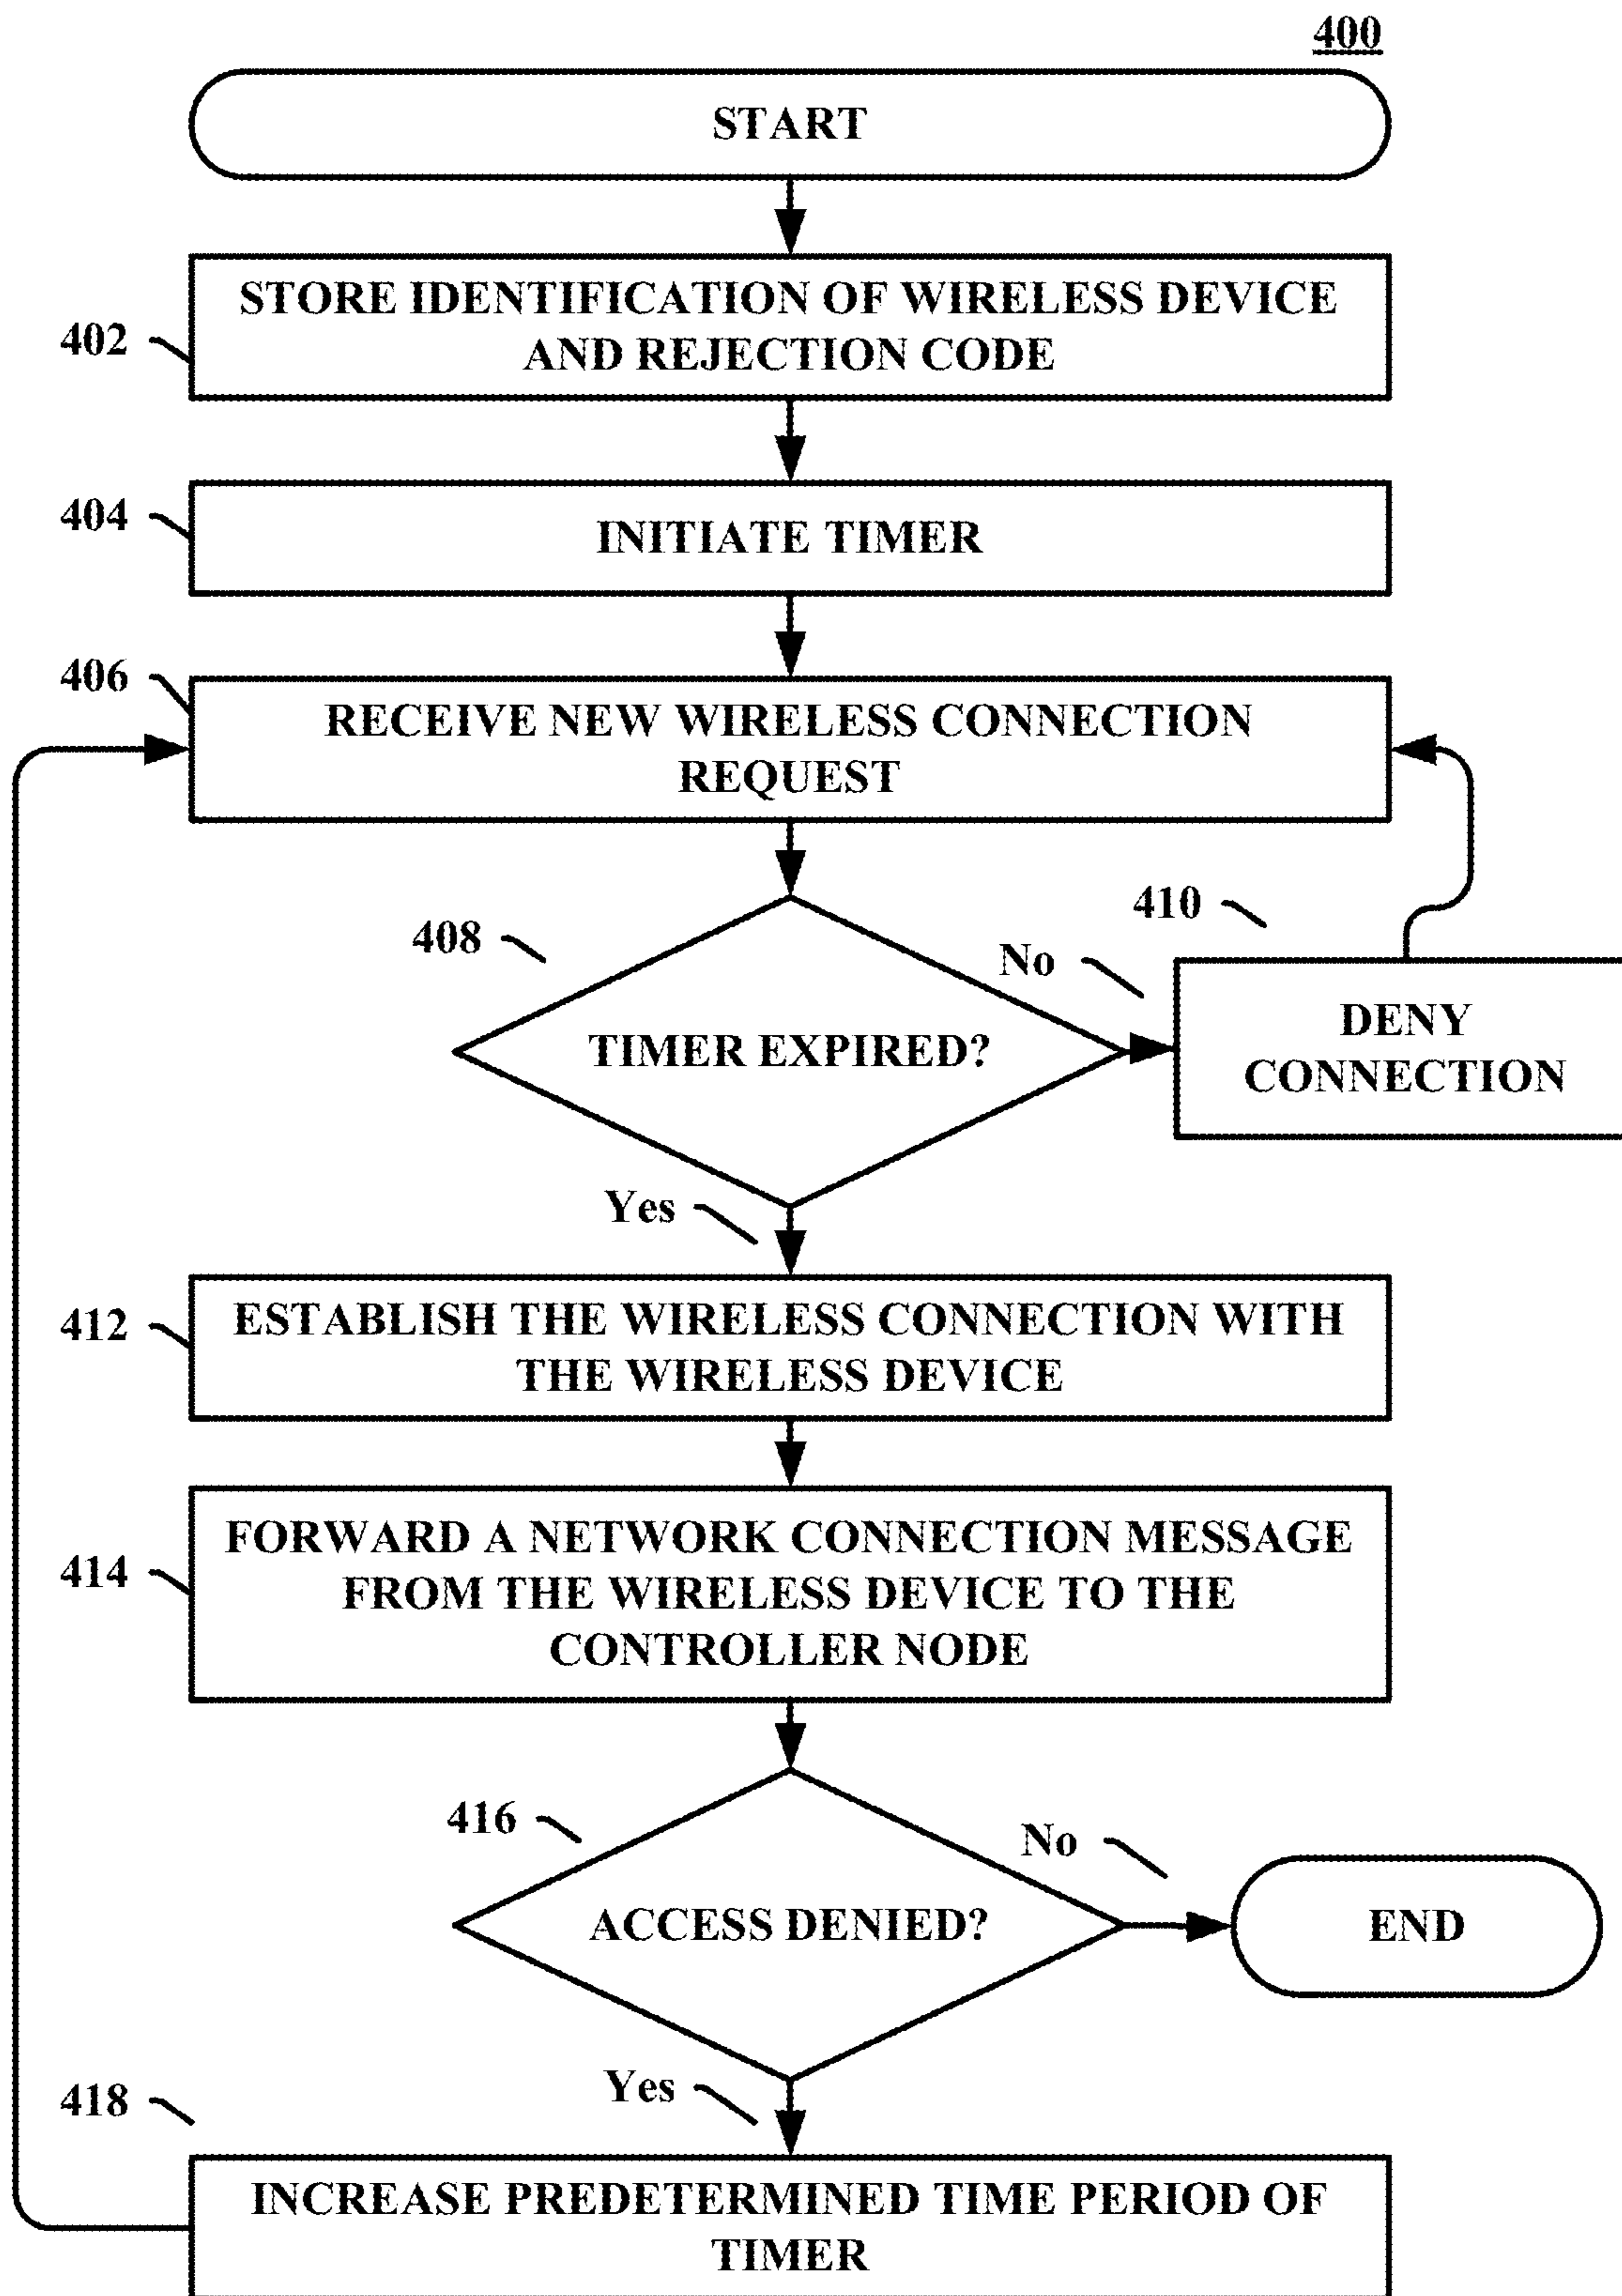 400
START
STORE IDENTIFICATION OF WIRELESS DEVICE
AND REJECTION CODE
402
INITIATE TIMER
404
406
RECEIVE NEW WIRELESS CONNECTION
REQUEST
408
TIMER EXPIRED?
No
410
DENY
CONNECTION
Yes
412
ESTABLISH THE WIRELESS CONNECTION WITH
THE WIRELESS DEVICE
414
FORWARD A NETWORK CONNECTION MESSAGE
FROM THE WIRELESS DEVICE TO THE
CONTROLLER NODE
416
ACCESS DENIED?
No
END
Yes
418
INCREASE PREDETERMINED TIME PERIOD OF
TIMER